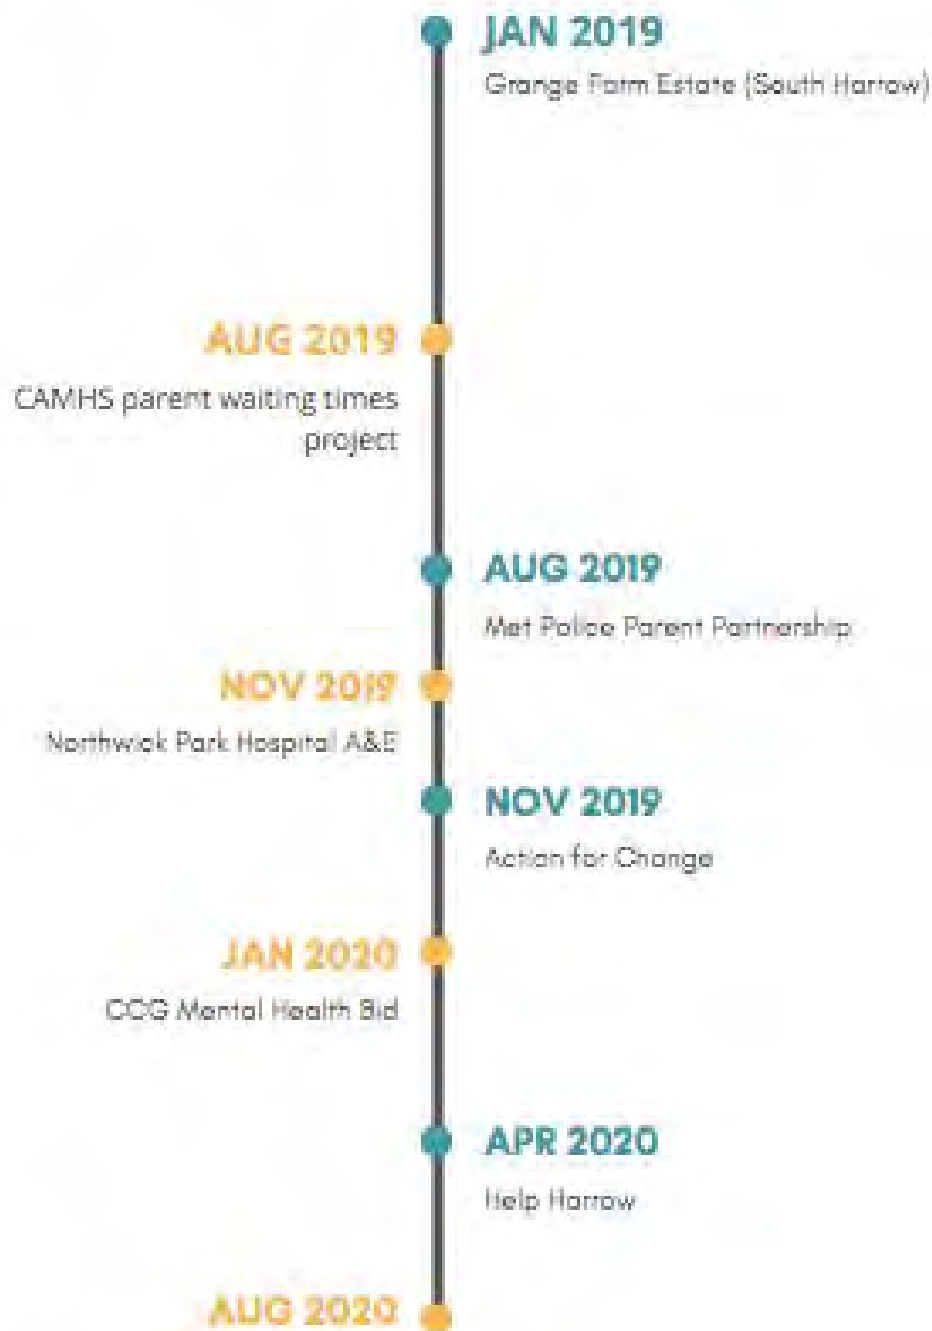 JAN 2019
Grange Farm Estate (South Harrow)
AUG 2019
CAMHS parent waiting times
project
AUG 2019
Met Police Parent Partnership
NOV 2019
Northwick Park Hospital A&E
NOV 2019
Action for Change
JAN 2020
CCG Mental Health Bid
APR 2020
Help Harrow
AUG 2020